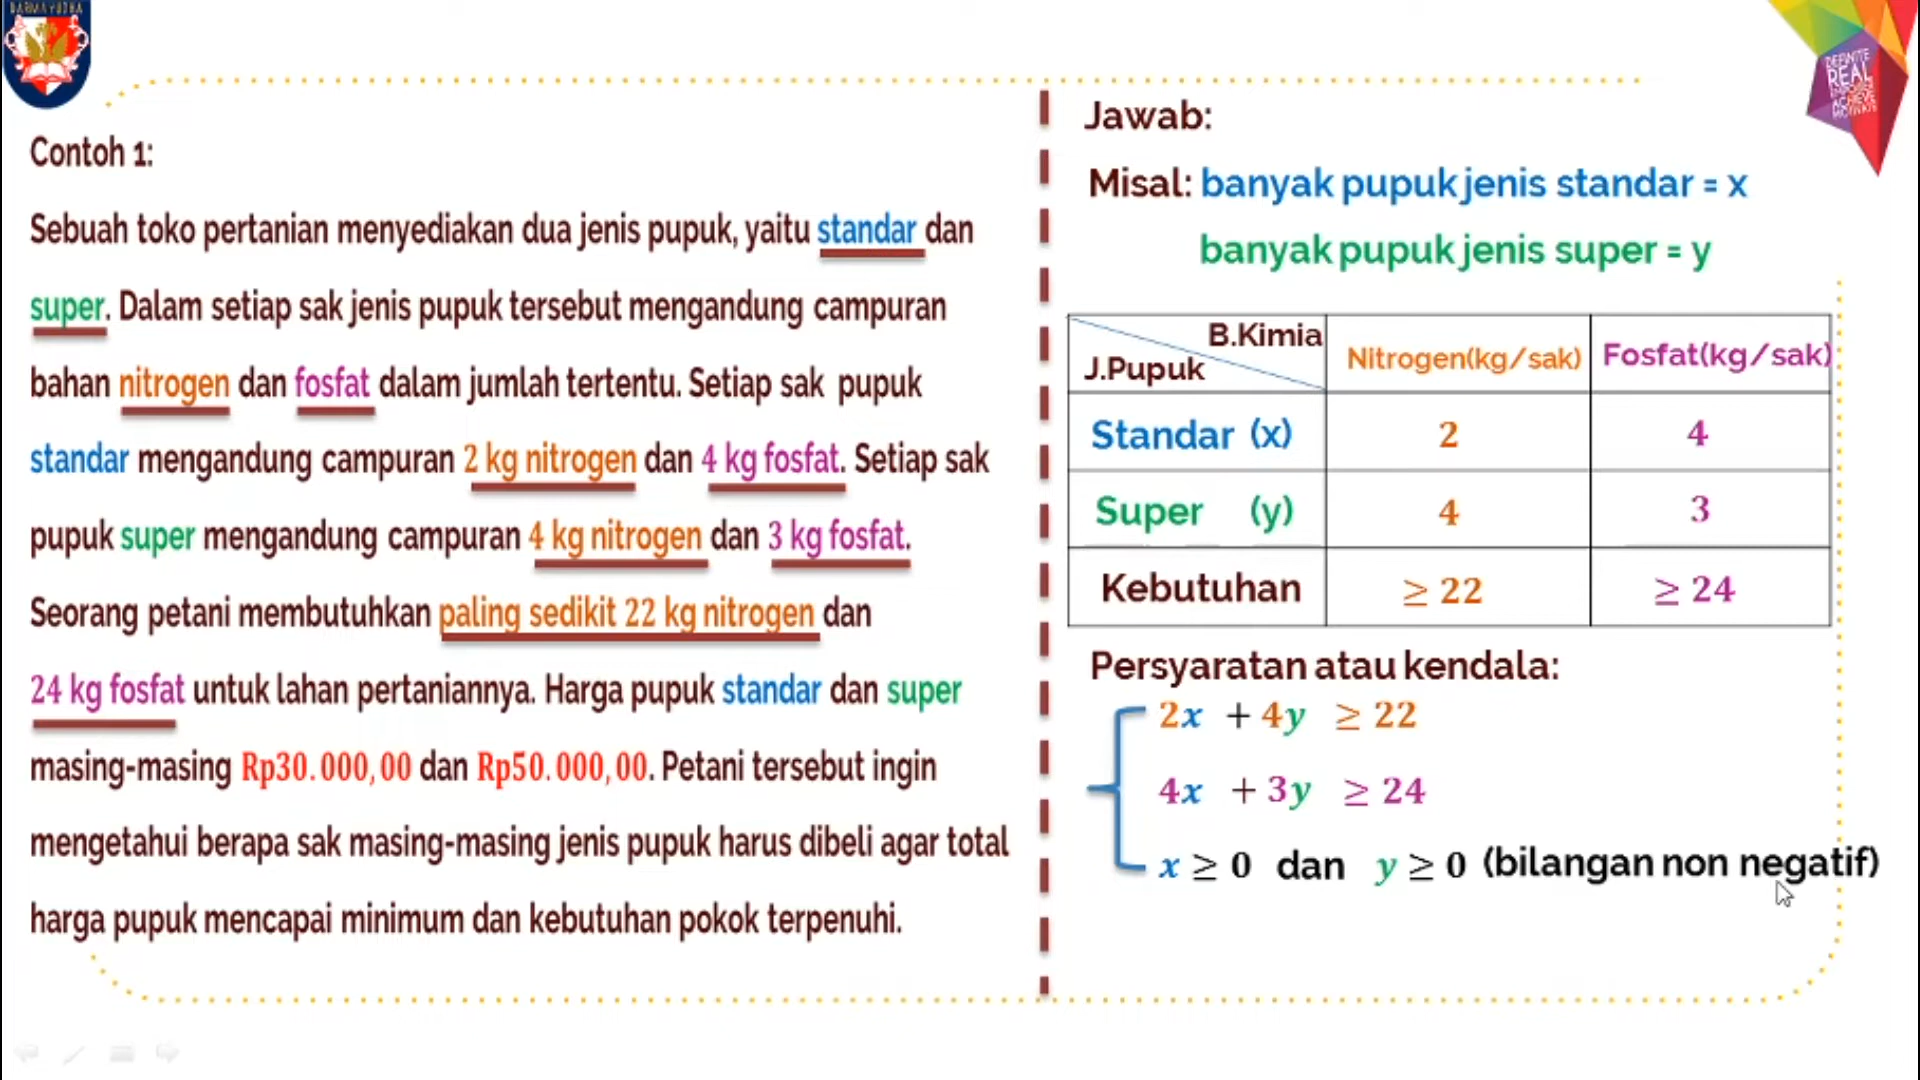 DARMA YUDHA
DEFINITE
REAL
Contoh 1:
Sebuah toko pertanian menyediakan dua jenis pupuk, yaitu standar dan
super. Dalam setiap sak jenis pupuk tersebut mengandung campuran
bahan nitrogen dan fosfat dalam jumlah tertentu. Setiap sak pupuk
standar mengandung campuran 2 kg nitrogen dan 4 kg fosfat. Setiap sak
pupuk super mengandung campuran 4 kg nitrogen dan 3 kg fosfat.
Seorang petani membutuhkan paling sedikit 22 kg nitrogen dan
24 kg fosfat untuk lahan pertaniannya. Harga pupuk standar dan super
masing-masing Rp30.000,00 dan Rp50.000,00. Petani tersebut ingin
mengetahui berapa sak masing-masing jenis pupuk harus dibeli agar total
harga pupuk mencapai minimum dan kebutuhan pokok terpenuhi.
Jawab:
Misal: banyak pupuk jenis standar = x
banyak pupuk jenis super = y
B.Kimia
J.Pupuk
Nitrogen(kg/sak) Fosfat(kg/sak)
Standar (x) 2 4
Super (y) 4 3
Kebutuhan ≥ 22 ≥ 24
Persyaratan atau kendala:
2x + 4y ≥ 22
4x + 3y ≥ 24
x ≥ 0 dan y ≥ 0 (bilangan non negatif)